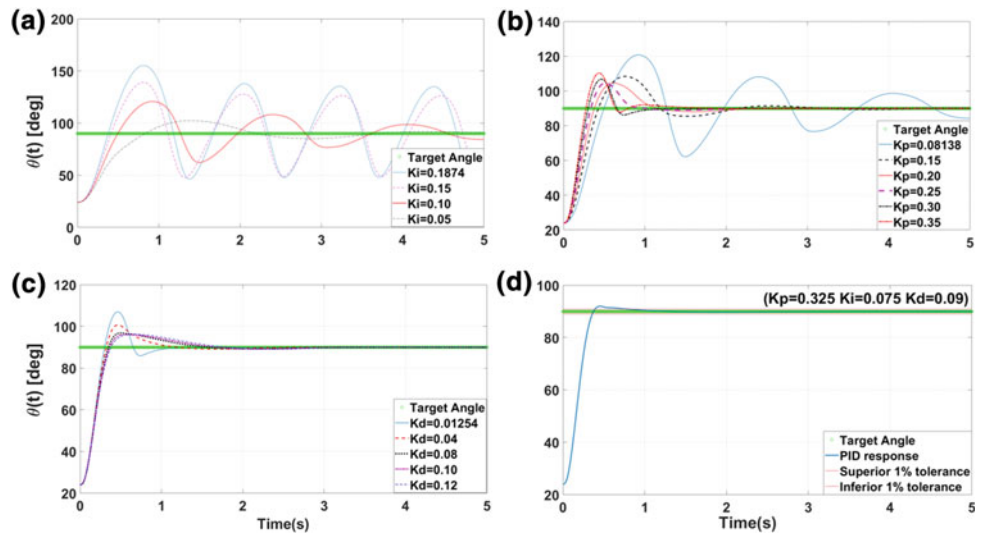 (a)
200
150
100
50
0
θ(t) [deg]
0 1 2 3 4 5
Target Angle
Ki=0.1874
Ki=0.15
Ki=0.10
Ki=0.05
(b)
140
120
100
80
60
40
20
0 1 2 3 4 5
Target Angle
Kp=0.08138
Kp=0.15
Kp=0.20
Kp=0.25
Kp=0.30
Kp=0.35
(c)
120
100
80
60
40
20
θ(t) [deg]
0 1 2 3 4 5
Time(s)
Target Angle
Kd=0.01254
Kd=0.04
Kd=0.08
Kd=0.10
Kd=0.12
(d)
100
80
60
40
20
(Kp=0.325 Ki=0.075 Kd=0.09)
0 1 2 3 4 5
Time(s)
Target Angle
PID response
Superior 1% tolerance
Inferior 1% tolerance